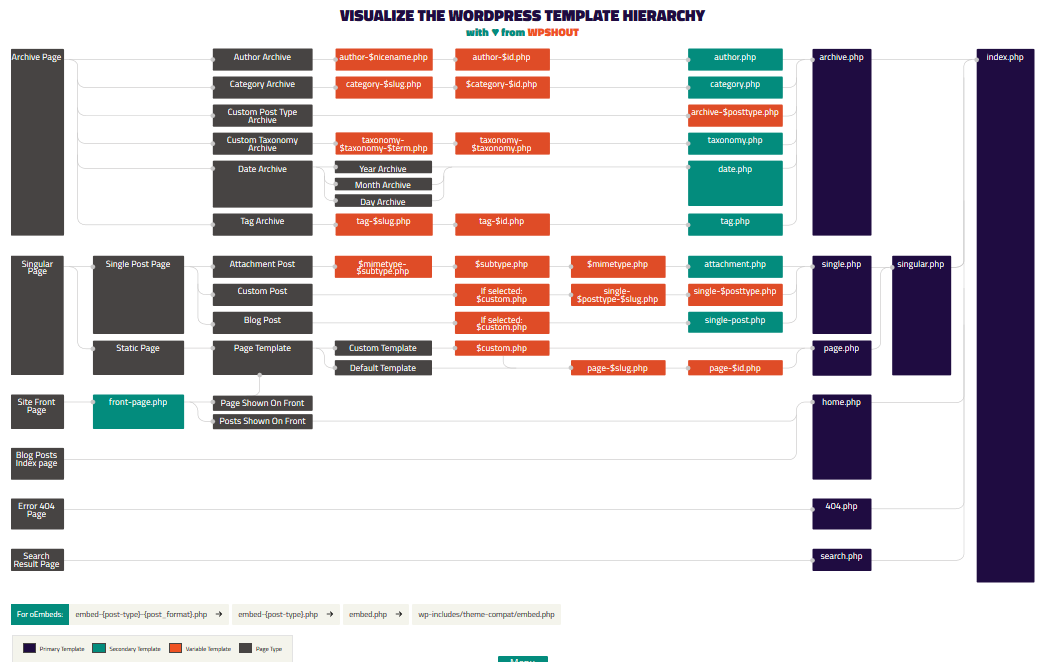 VISUALIZE THE WORDPRESS TEMPLATE HIERARCHY
with ♥ from WPSHOUT
Archive Page
Author Archive
author-$nicename.php
author-$id.php
author.php
archive.php
index.php
Category Archive
category-$slug.php
$category-$id.php
category.php
Custom Post Type
Archive
archive-$posttype.php
Custom Taxonomy
Archive
taxonomy-
$taxonomy-$term.php
taxonomy-
$taxonomy.php
taxonomy.php
Date Archive
Year Archive
Month Archive
Day Archive
date.php
Tag Archive
tag-$slug.php
tag-$id.php
tag.php
Singular
Page
Single Post Page
Attachment Post
$mimetype-
$subtype.php
$subtype.php
$mimetype.php
attachment.php
single.php
singular.php
Custom Post
If selected:
$custom.php
single-
$posttype-$slug.php
single-$posttype.php
Blog Post
If selected:
$custom.php
single-post.php
Static Page
Page Template
Custom Template
$custom.php
page.php
Default Template
page-$slug.php
page-$id.php
Site Front
Page
front-page.php
Page Shown On Front
Posts Shown On Front
home.php
Blog Posts
Index page
Error 404
Page
404.php
Search
Result Page
search.php
For oEmbeds:
embed-{post-type}-{post_format}.php →
embed-{post-type}.php →
embed.php →
wp-includes/theme-compat/embed.php
Primary Template
Secondary Template
Variable Template
Page Type